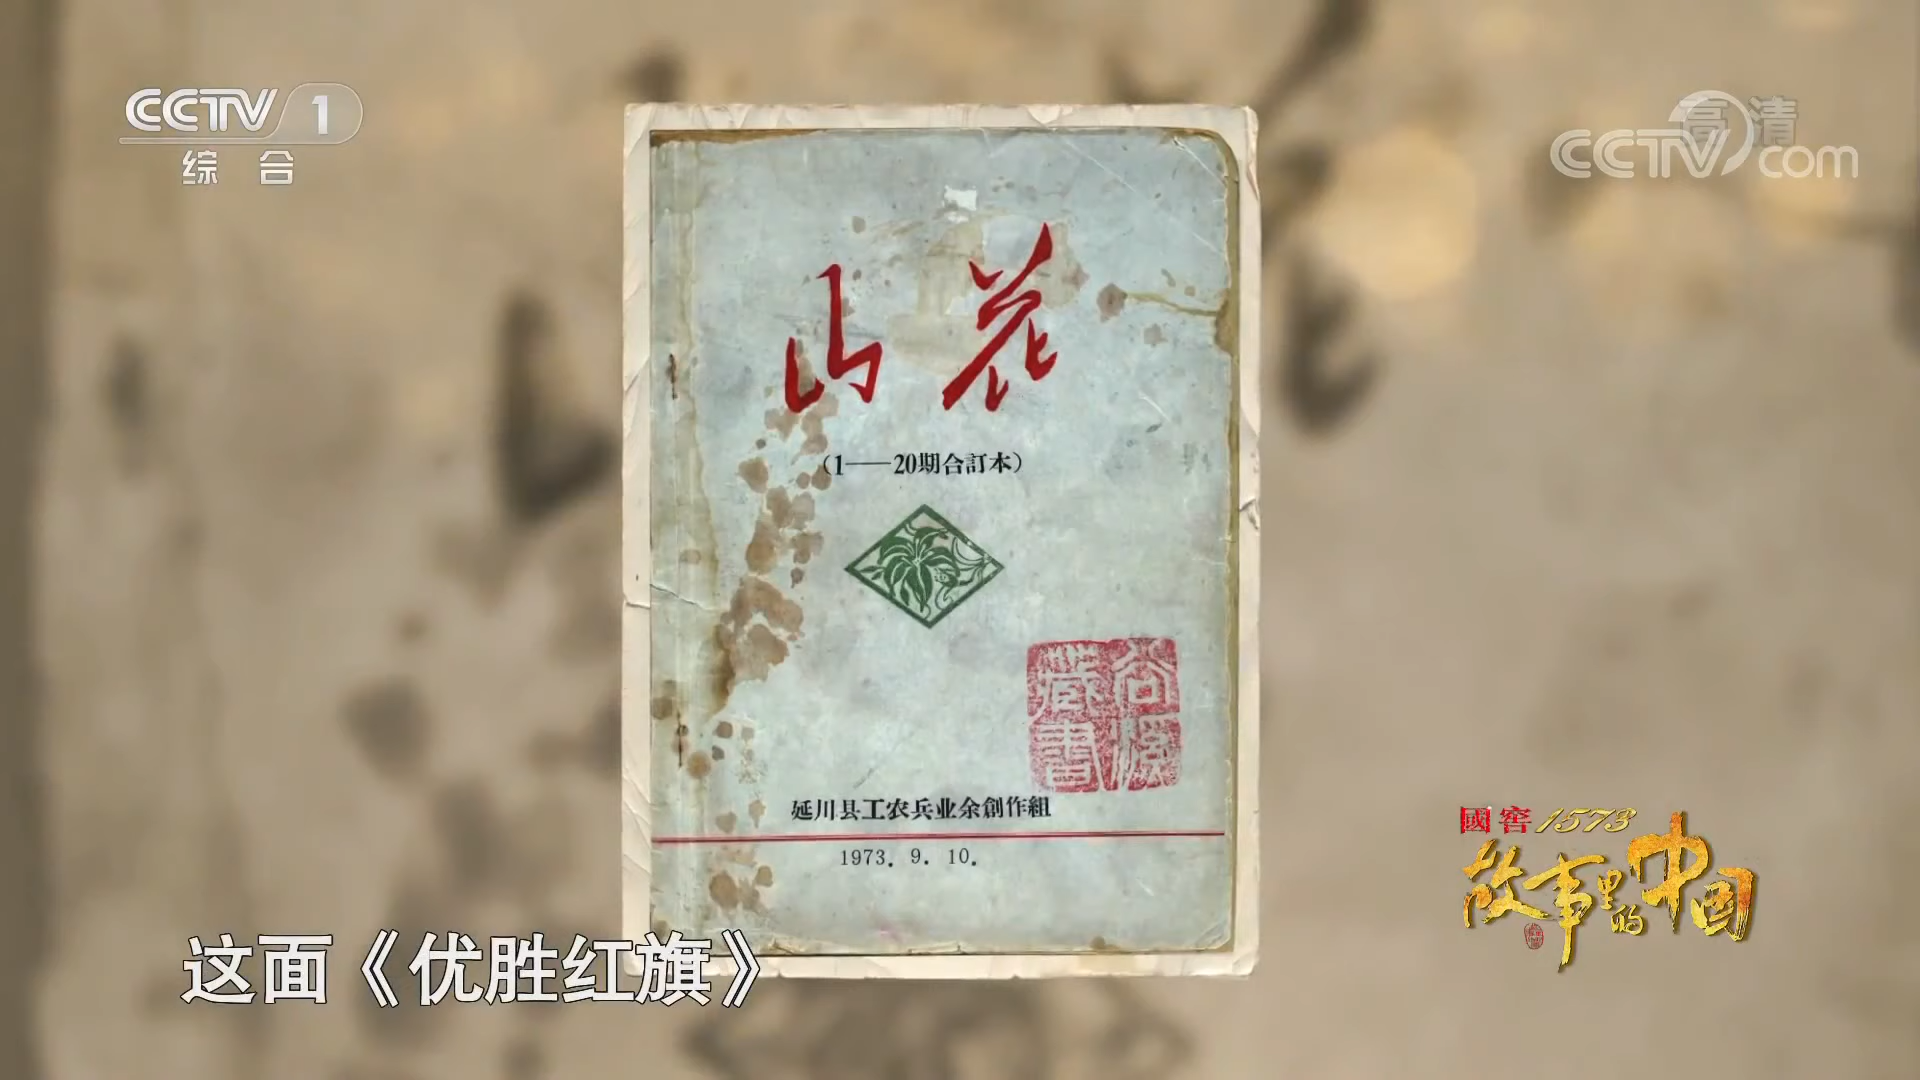 CCTV 1
综合
高清
CCTV com
山花
(1——20期合訂本)
谷溪
藏書
延川县工农兵业余創作組
1973. 9. 10.
國窖1573
故事里的中国
这面《优胜红旗》